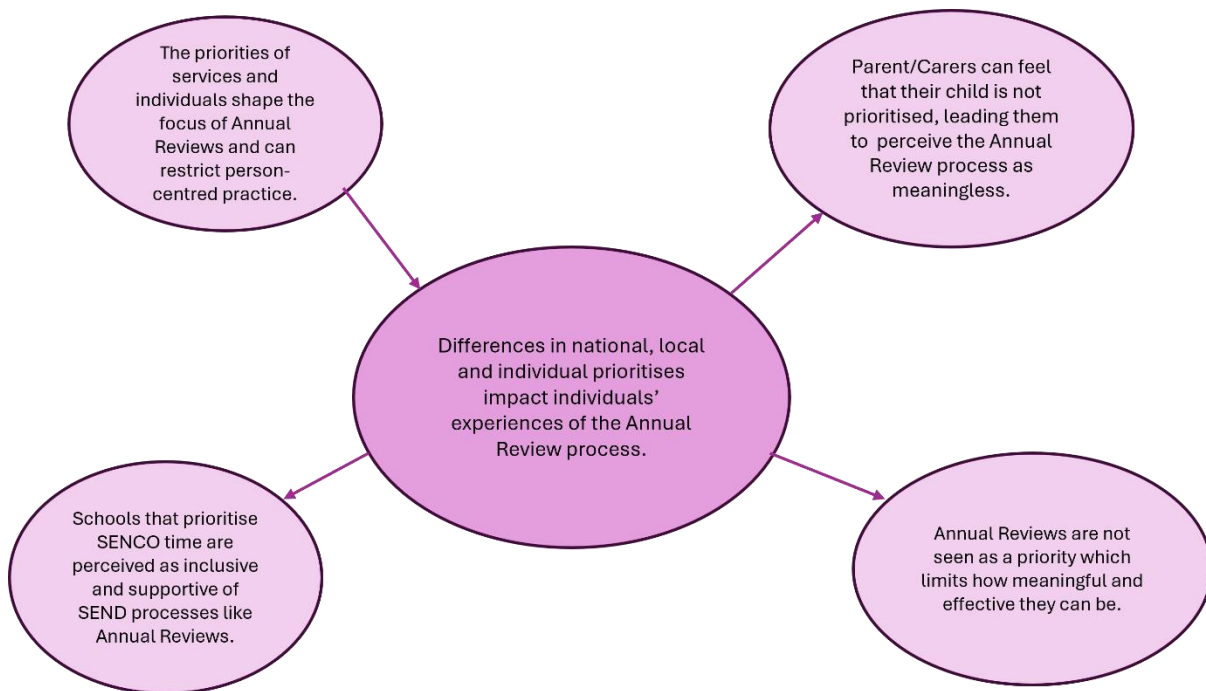 The priorities of
services and
individuals shape the
focus of Annual
Reviews and can
restrict person-
centred practice.
Parent/Carers can feel
that their child is not
prioritised, leading them
to perceive the Annual
Review process as
meaningless.
Differences in national, local
and individual prioritises
impact individuals’
experiences of the Annual
Review process.
Schools that prioritise
SENCO time are
perceived as inclusive
and supportive of
SEND processes like
Annual Reviews.
Annual Reviews are not
seen as a priority which
limits how meaningful and
effective they can be.